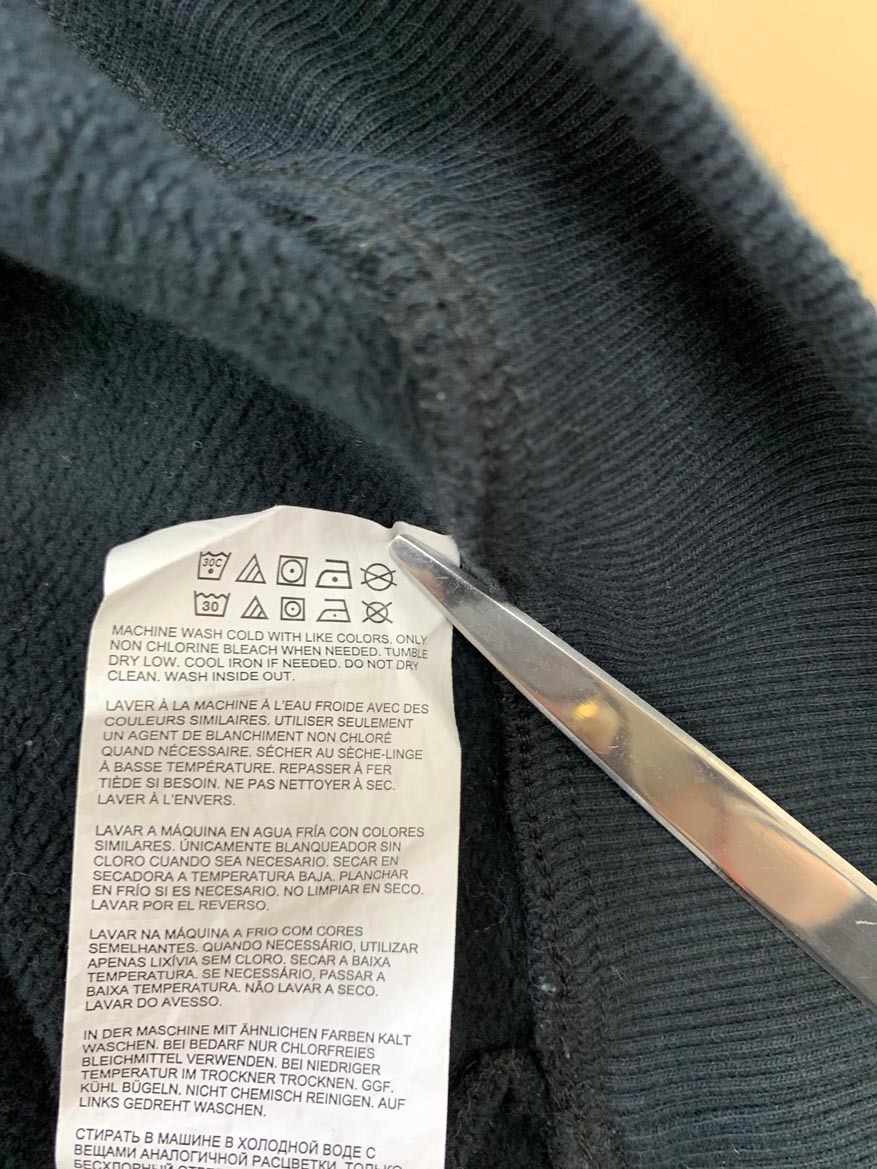 30C
30
MACHINE WASH COLD WITH LIKE COLORS. ONLY
NON CHLORINE BLEACH WHEN NEEDED. TUMBLE
DRY LOW. COOL IRON IF NEEDED. DO NOT DRY
CLEAN. WASH INSIDE OUT.
LAVER À LA MACHINE À L'EAU FROIDE AVEC DES
COULEURS SIMILAIRES. UTILISER SEULEMENT
UN AGENT DE BLANCHIMENT NON CHLORÉ
QUAND NÉCESSAIRE. SÉCHER AU SÈCHE-LINGE
À BASSE TEMPÉRATURE. REPASSER À FER
TIÈDE SI BESOIN. NE PAS NETTOYER À SEC.
LAVER À L'ENVERS.
LAVAR A MÁQUINA EN AGUA FRÍA CON COLORES
SIMILARES. ÚNICAMENTE BLANQUEADOR SIN
CLORO CUANDO SEA NECESARIO. SECAR EN
SECADORA A TEMPERATURA BAJA. PLANCHAR
EN FRÍO SI ES NECESARIO. NO LIMPIAR EN SECO.
LAVAR POR EL REVERSO.
LAVAR NA MÁQUINA A FRIO COM CORES
SEMELHANTES. QUANDO NECESSÁRIO, UTILIZAR
APENAS LIXÍVIA SEM CLORO. SECAR A BAIXA
TEMPERATURA. SE NECESSÁRIO, PASSAR A
BAIXA TEMPERATURA. NÃO LAVAR A SECO.
LAVAR DO AVESSO.
IN DER MASCHINE MIT ÄHNLICHEN FARBEN KALT
WASCHEN. BEI BEDARF NUR CHLORFREIES
BLEICHMITTEL VERWENDEN. BEI NIEDRIGER
TEMPERATUR IM TROCKNER TROCKNEN. GGF.
KÜHL BÜGELN. NICHT CHEMISCH REINIGEN. AUF
LINKS GEDREHT WASCHEN.
СТИРАТЬ В МАШИНЕ В ХОЛОДНОЙ ВОДЕ С
ВЕЩАМИ АНАЛОГИЧНОЙ РАСЦВЕТКИ. ТОЛЬКО